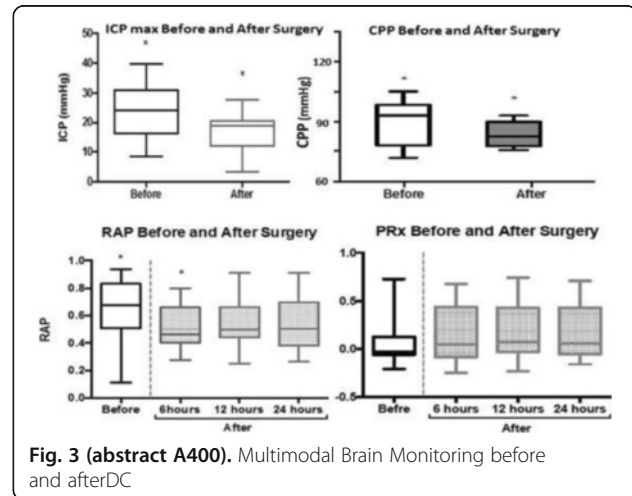 ICP max Before and After Surgery
50
40
30
20
10
0
ICP (mmHg)
*
*
Before
After
CPP Before and After Surgery
120
90
60
CPP (mmHg)
*
*
Before
After
RAP Before and After Surgery
1.0
0.8
0.6
0.4
0.2
0.0
RAP
*
*
Before
6hours
12 hours
24 hours
After
PRx Before and After Surgery
1.0
0.5
0.0
-0.5
Befre
6 hours
12 hours
24 hours
After
Fig. 3 (abstract A400). Multimodal Brain Monitoring before
and afterDC